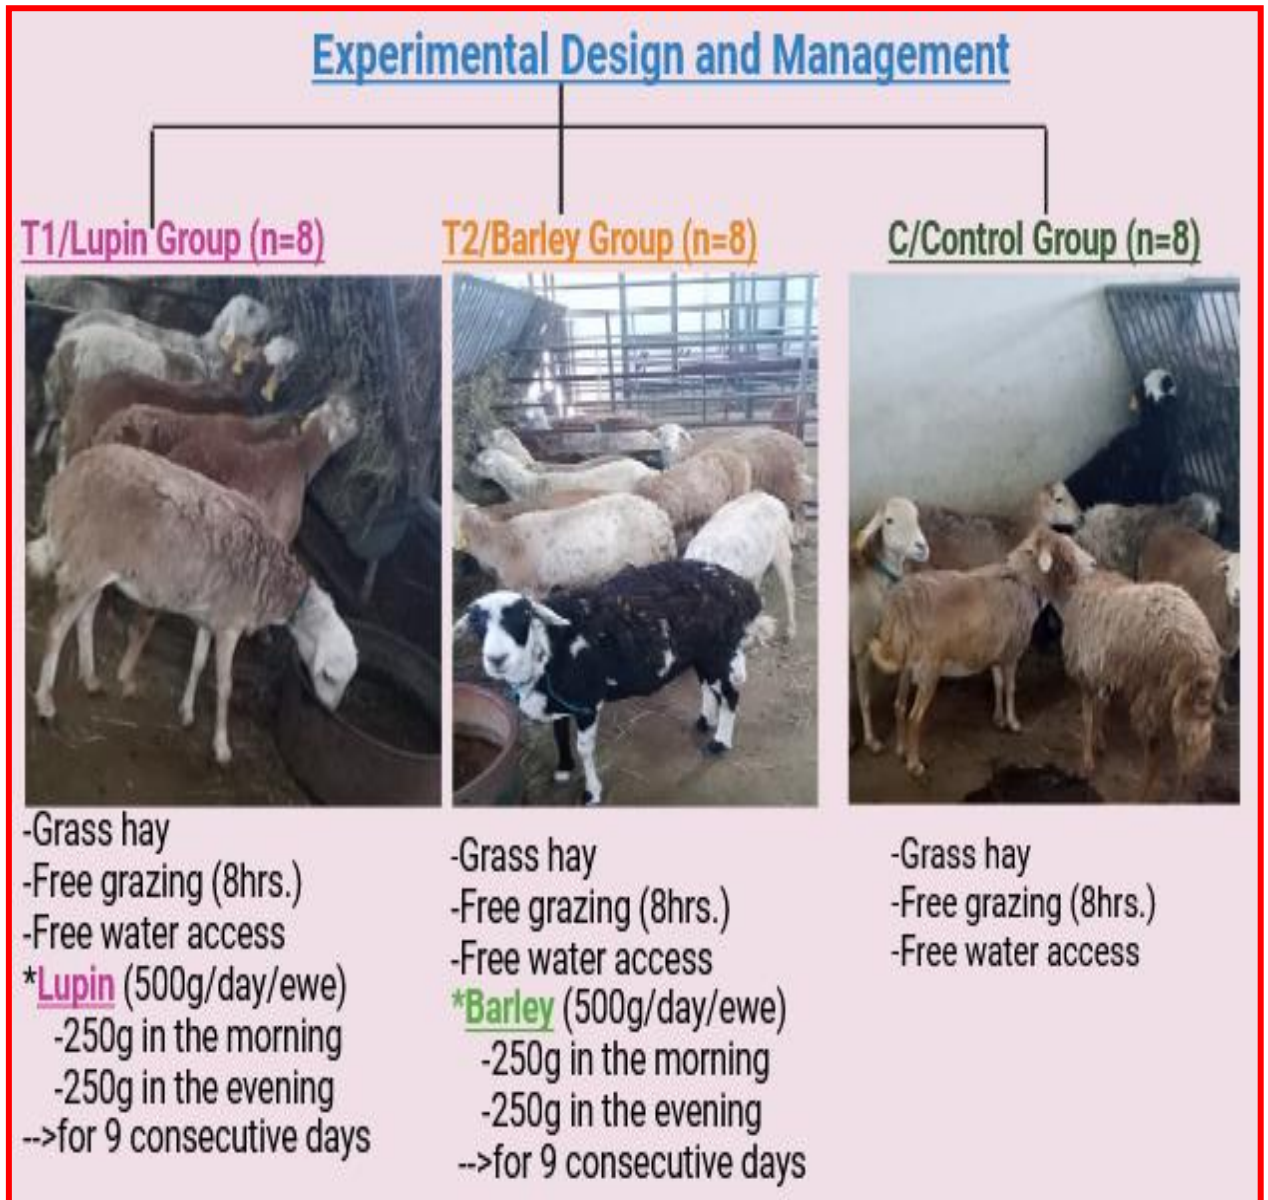 Experimental Design and Management
T1/Lupin Group (n=8)
-Grass hay
-Free grazing (8hrs.)
-Free water access
*Lupin (500g/day/ewe)
-250g in the morning
-250g in the evening
-->for 9 consecutive days
T2/Barley Group (n=8)
-Grass hay
-Free grazing (8hrs.)
-Free water access
*Barley (500g/day/ewe)
-250g in the morning
-250g in the evening
-->for 9 consecutive days
C/Control Group (n=8)
-Grass hay
-Free grazing (8hrs.)
-Free water access